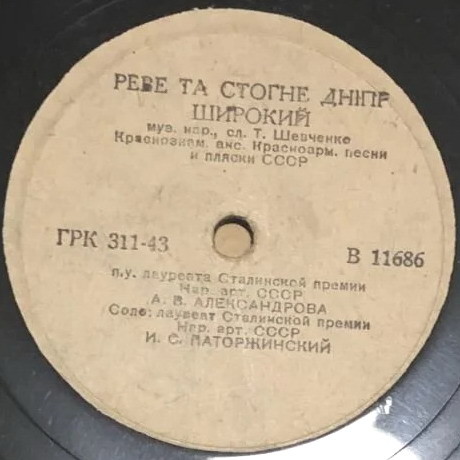 РЕВЕ ТА СТОГНЕ ДНІПР
ШИРОКИЙ
муз. нар., сл. Т. Шевченко
Краснознам. анс. Красноарм. песни
и пляски СССР
ГРК 311-43
В 11686
п.у. лауреата Сталинской премии
Нар. арт. СССР
А. В. АЛЕКСАНДРОВА
Соло: лауреат Сталинской премии
Нар. арт. СССР
И. С. ПАТОРЖИНСКИЙ